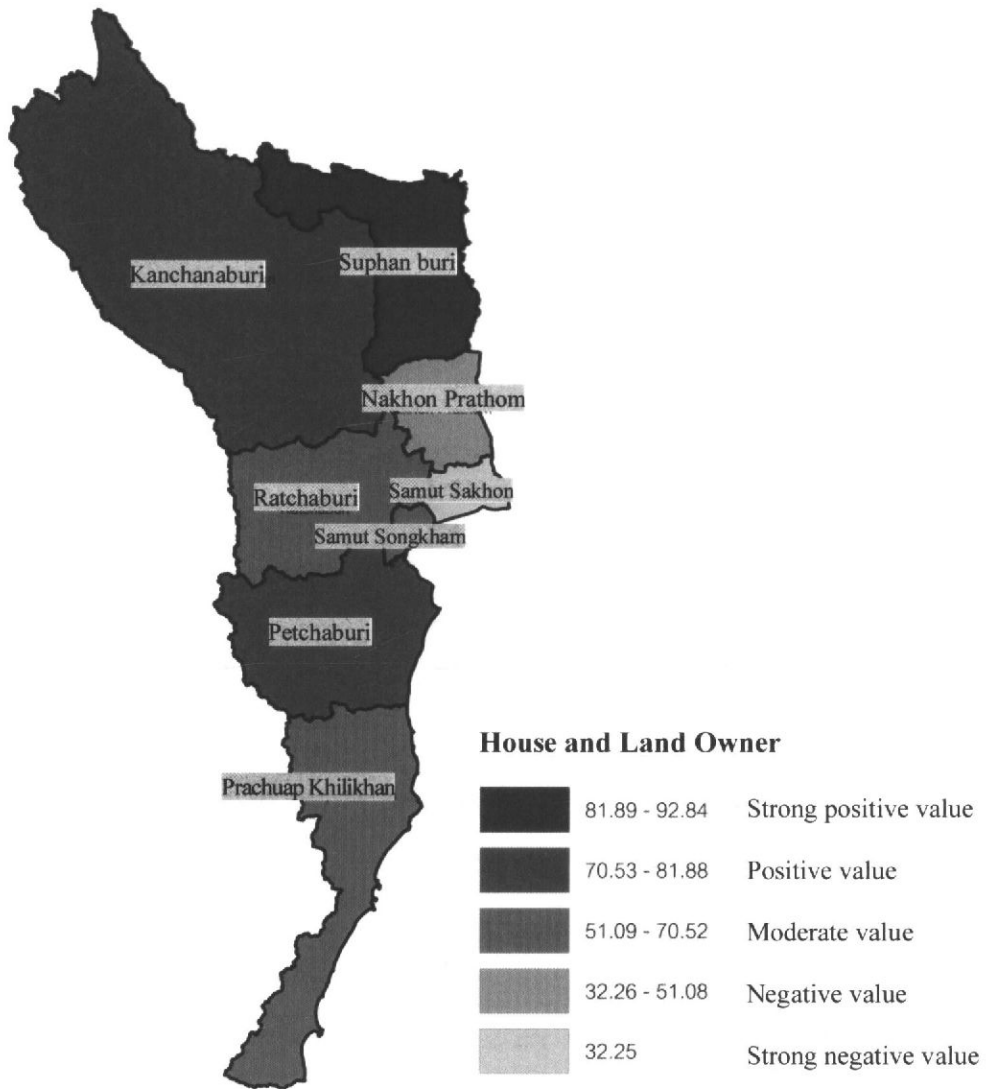 Suphan buri
Kanchanaburi
Nakhon Prathom
Samut Sakhon
Ratchaburi
Samut Songkham
Petchaburi
House and Land Owner
Prachuap Khilikhan
81.89 - 92.84 Strong positive value
70.53 - 81.88 Positive value
51.09 - 70.52 Moderate value
32.26 - 51.08 Negative value
32.25 Strong negative value